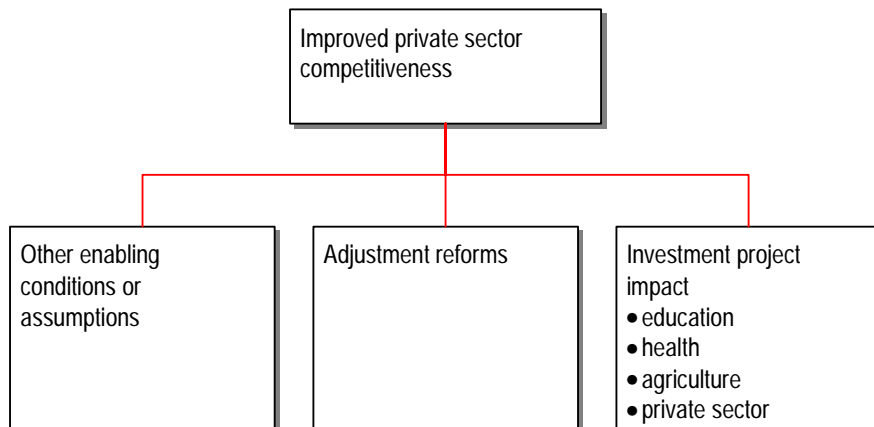 Improved private sector
competitiveness
Other enabling
conditions or
assumptions
Adjustment reforms
Investment project
impact
• education
• health
• agriculture
• private sector